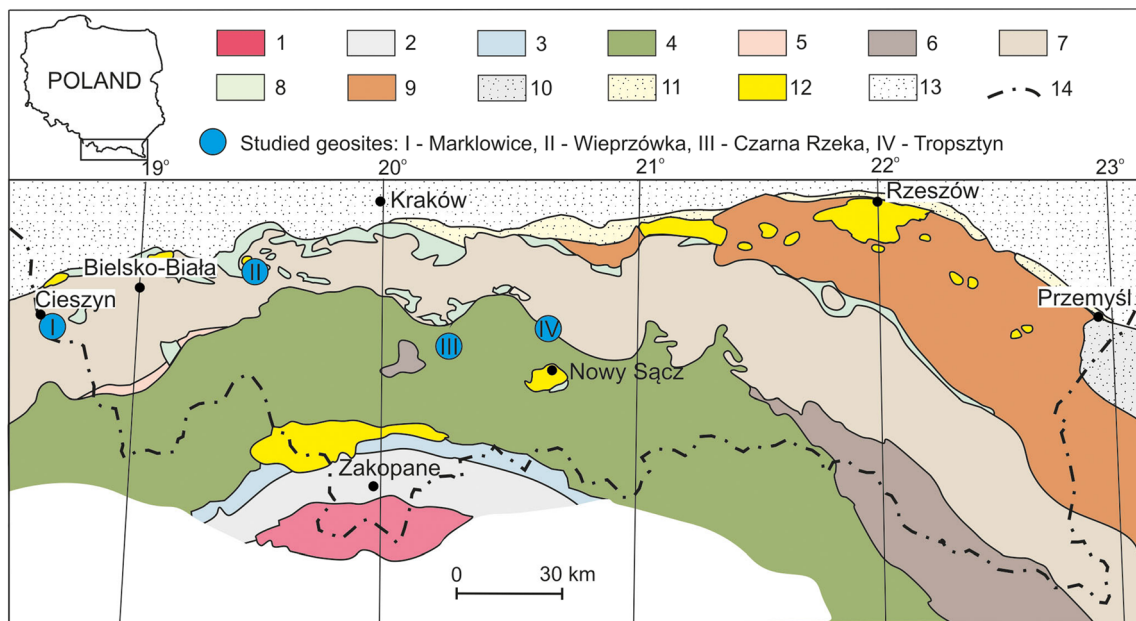 POLAND
1 2 3 4 5 6 7
8 9 10 11 12 13 14
Studied geosites: I - Marklowice, II - Wieprzówka, III - Czarna Rzeka, IV - Tropsztyn
19° 20° 21° 22° 23°
Kraków
Rzeszów
Bielsko-Biała
II
Cieszyn
Przemyśl
I
IV
III
Nowy Sącz
Zakopane
0 30 km